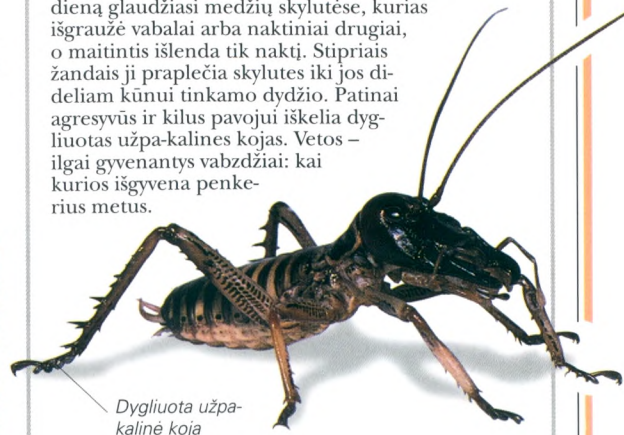 dieną glaudžiasi medžių skylutėse, kurias
išgraužė vabalai arba naktiniai drugiai,
o maitintis išlenda tik naktį. Stipriais
žandais ji praplečia skylutes iki jos di-
deliam kūnui tinkamo dydžio. Patinai
agresyvūs ir kilus pavojui iškelia dyg-
liuotas užpa-kalines kojas. Vetos –
ilgai gyvenantys vabzdžiai: kai
kurios išgyvena penke-
rius metus.
Dygliuota užpa-
kalinė koja